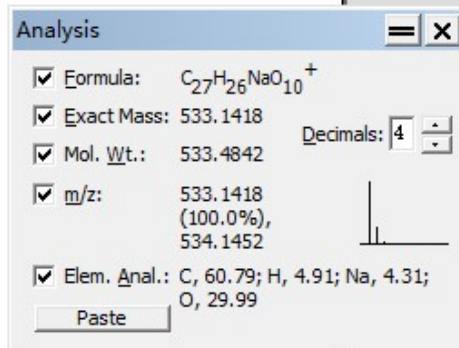 Analysis
Formula: C27H26NaO10+
Exact Mass: 533.1418
Decimals: 4
Mol. Wt.: 533.4842
m/z: 533.1418
(100.0%),
534.1452
Elem. Anal.: C, 60.79; H, 4.91; Na, 4.31;
O, 29.99
Paste